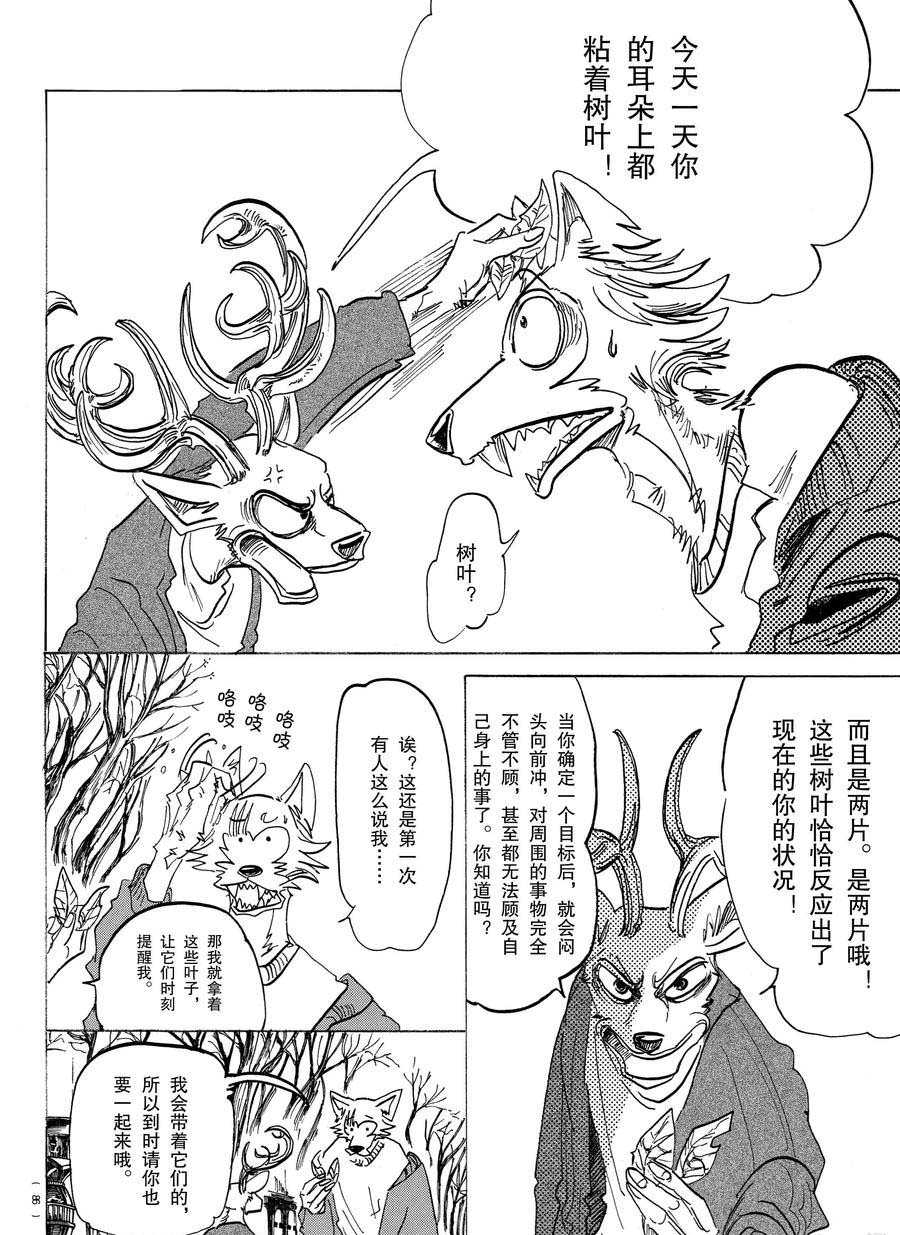 今天一天你
的耳朵上都
粘着树叶！
树叶？
而且是两片。是两片哦！
这些树叶恰恰反应出了
现在的你的状况！
当你确定一个目标后，就会闷
头向前冲，对周围的事物完全
不管不顾，甚至都无法顾及自
己身上的事了。你知道吗？
诶？这还是第一次
有人这么说我……
咯吱
咯吱
咯吱
那我就拿着
这些叶子，
让它们时刻
提醒我。
我会带着它们的，
所以到时请你也
要一起来哦。